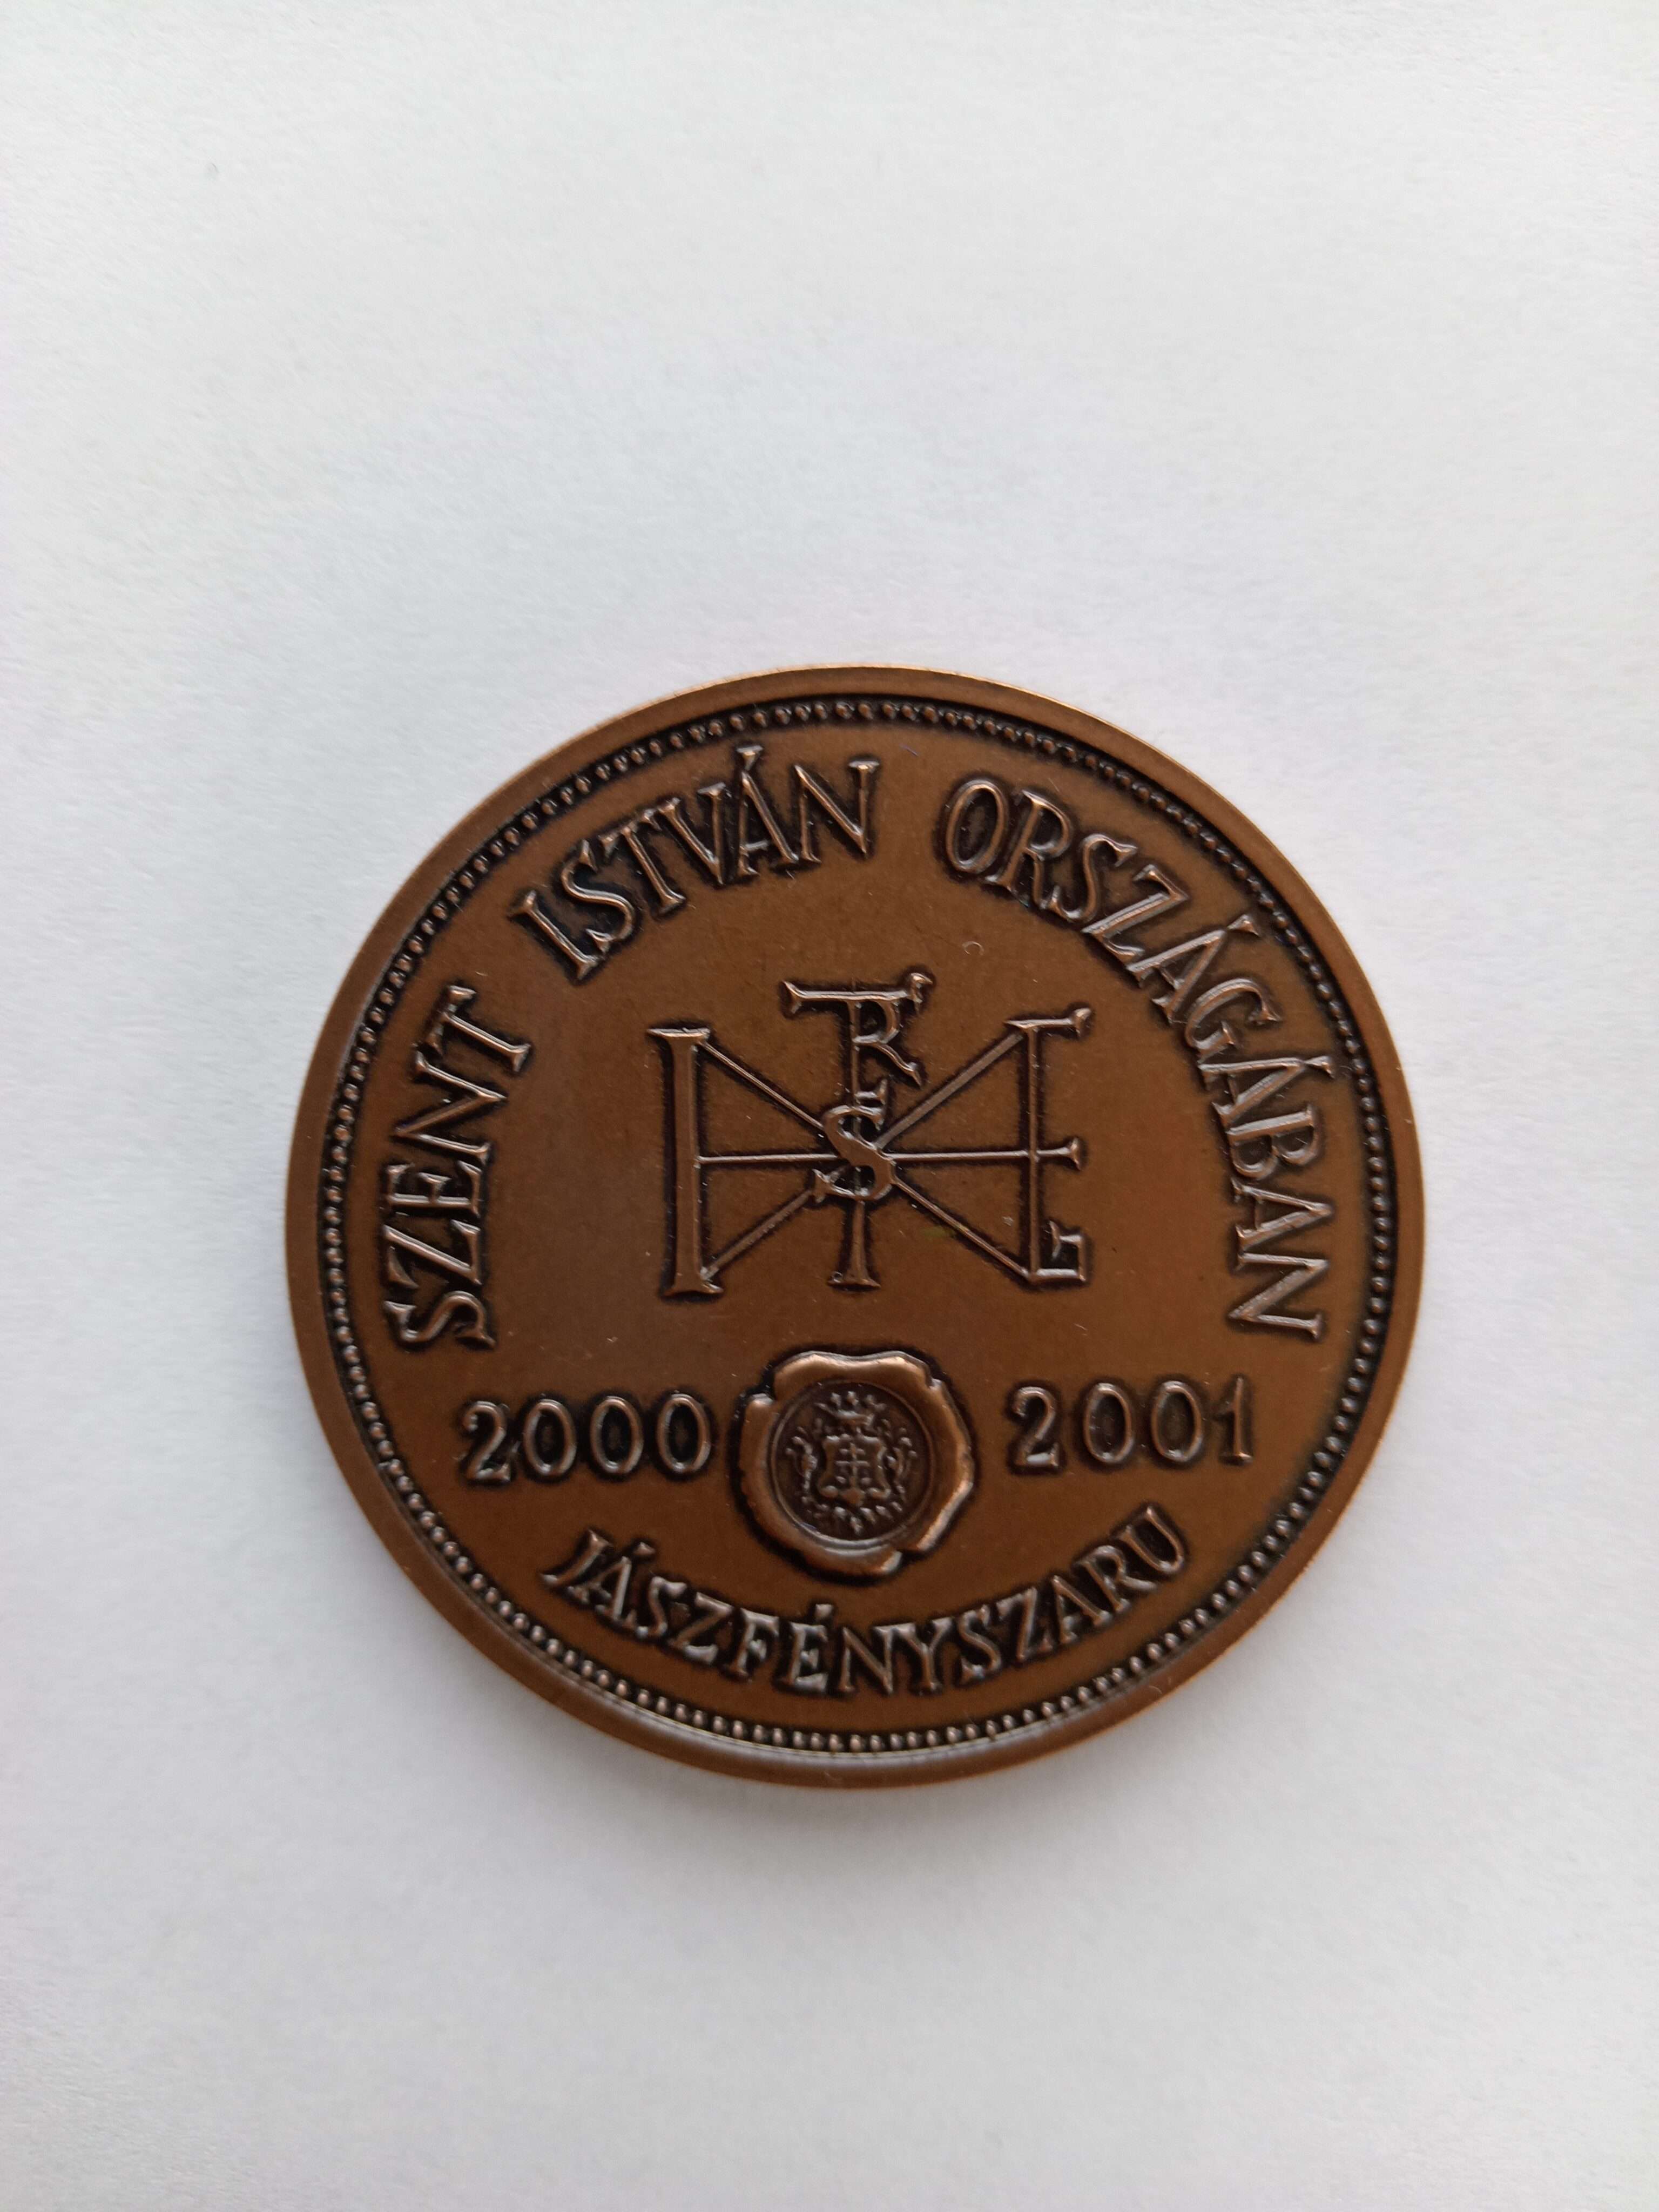 SZENT ISTVÁN ORSZÁGÁBAN
2000 2001
JÁSZFÉNYSZARU